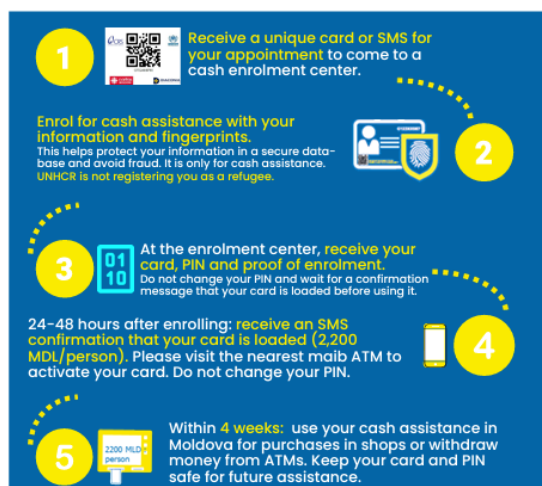 1
CRS
Receive a unique card or SMS for
your appointment to come to a
cash enrolment center.
Enrol for cash assistance with your
information and fingerprints.
This helps protect your information in a secure data-
base and avoid fraud. It is only for cash assistance.
UNHCR is not registering you as a refugee.
2
3
01
10
At the enrolment center, receive your
card, PIN and proof of enrolment.
Do not change your PIN and wait for a confirmation
message that your card is loaded before using it.
24-48 hours after enrolling: receive an SMS
confirmation that your card is loaded (2,200
MDL/person). Please visit the nearest maib ATM to
activate your card. Do not change your PIN.
4
5
2200 MLD
person
Within 4 weeks: use your cash assistance in
Moldova for purchases in shops or withdraw
money from ATMs. Keep your card and PIN
safe for future assistance.